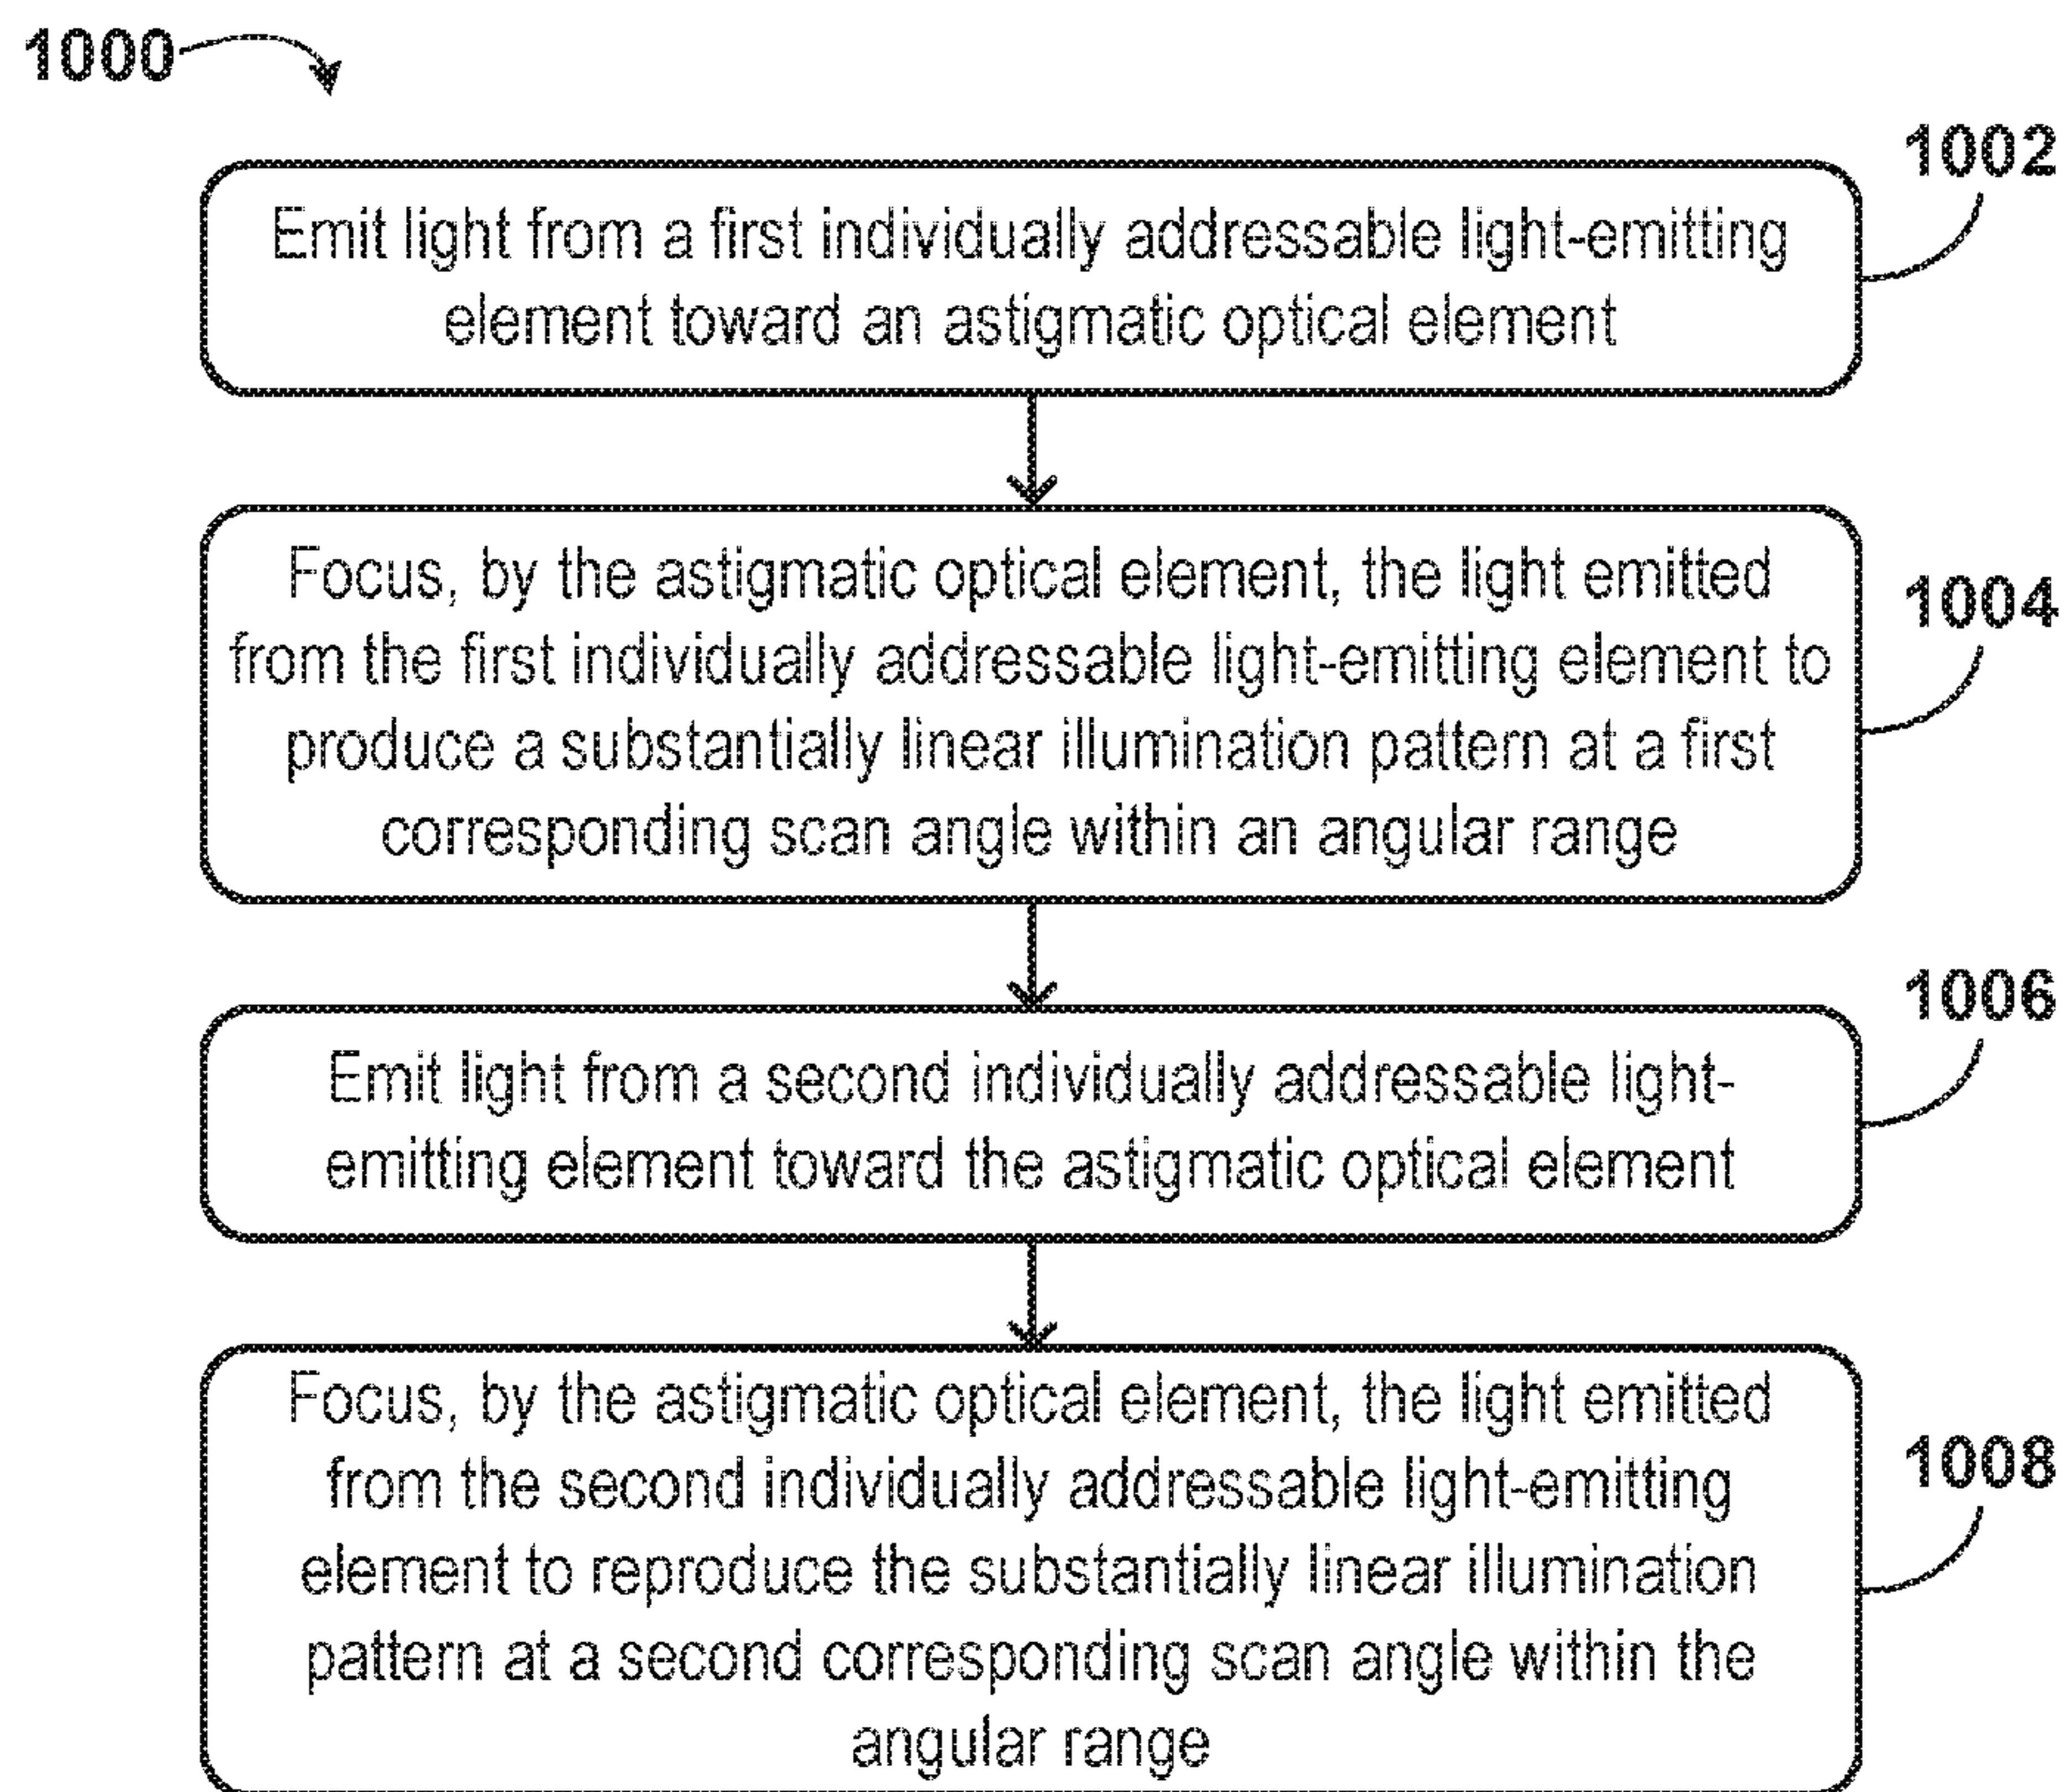 1000
1002
Emit light from a first individually addressable light-emitting
element toward an astigmatic optical element
1004
Focus, by the astigmatic optical element, the light emitted
from the first individually addressable light-emitting element to
produce a substantially linear illumination pattern at a first
corresponding scan angle within an angular range
1006
Emit light from a second individually addressable light-
emitting element toward the astigmatic optical element
1008
Focus, by the astigmatic optical element, the light emitted
from the second individually addressable light-emitting
element to reproduce the substantially linear illumination
pattern at a second corresponding scan angle within the
angular range